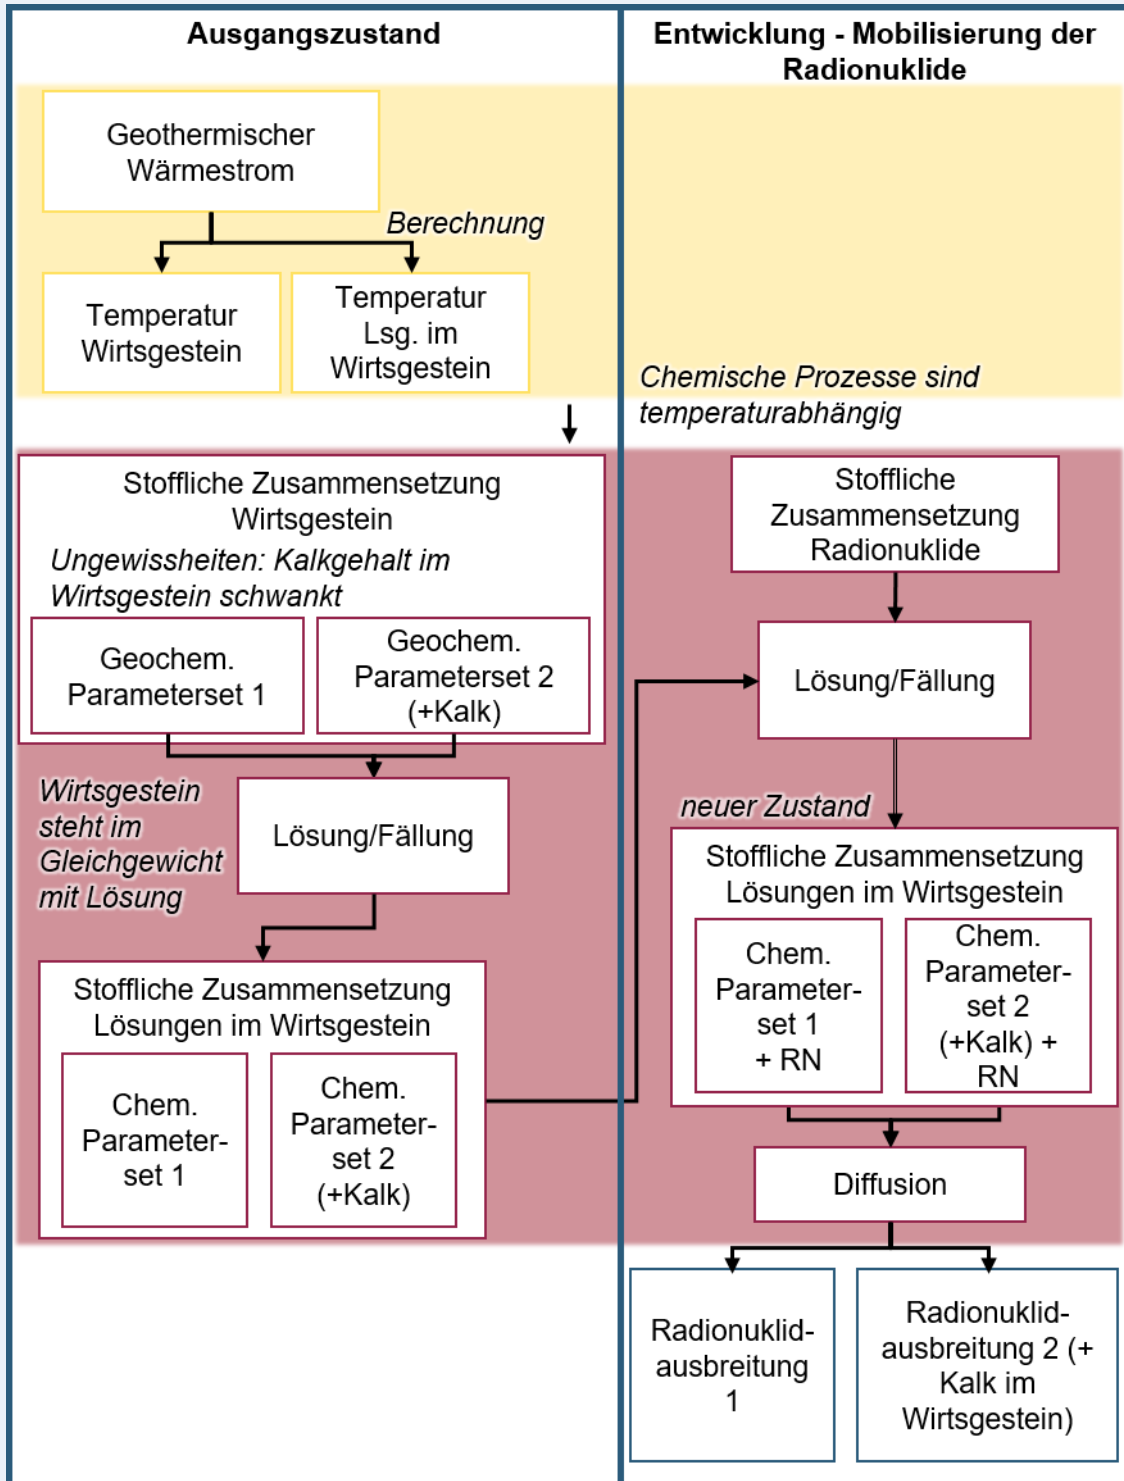 Ausgangszustand
Entwicklung - Mobilisierung der
Radionuklide
Geothermischer
Wärmestrom
Berechnung
Temperatur
Wirtsgestein
Temperatur
Lsg. im
Wirtsgestein
Chemische Prozesse sind
temperaturabhängig
Stoffliche Zusammensetzung
Wirtsgestein
Ungewissheiten: Kalkgehalt im
Wirtsgestein schwankt
Geochem.
Parameterset 1
Geochem.
Parameterset 2
(+Kalk)
Wirtsgestein
steht im
Gleichgewicht
mit Lösung
Lösung/Fällung
Stoffliche Zusammensetzung
Lösungen im Wirtsgestein
Chem.
Parameter-
set 1
Chem.
Parameter-
set 2
(+Kalk)
Stoffliche
Zusammensetzung
Radionuklide
Lösung/Fällung
neuer Zustand
Stoffliche Zusammensetzung
Lösungen im Wirtsgestein
Chem.
Parameter-
set 1
+ RN
Chem.
Parameter-
set 2
(+Kalk) +
RN
Diffusion
Radionuklid-
ausbreitung
1
Radionuklid-
ausbreitung 2 (+
Kalk im
Wirtsgestein)